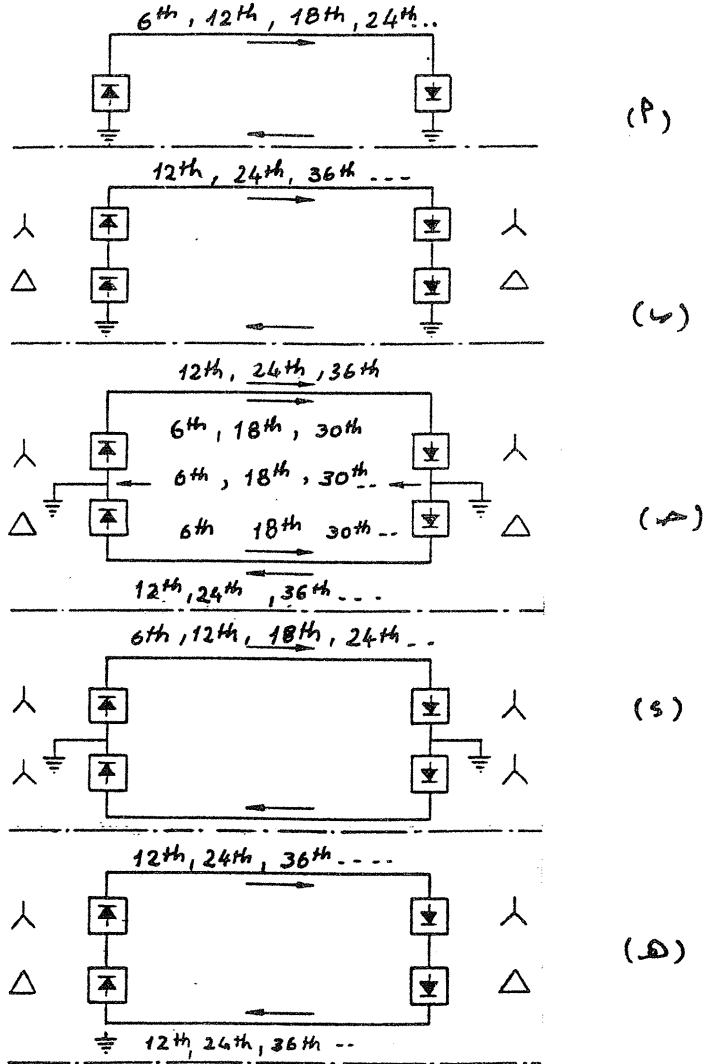 6th, 12th, 18th, 24th...
12th, 24th, 36th ---
12th, 24th, 36th
6th, 18th, 30th
6th, 18th, 30th..
6th 18th 30th --
12th, 24th, 36th ---
6th, 12th, 18th, 24th --
12th, 24th, 36th ----
12th, 24th, 36th --